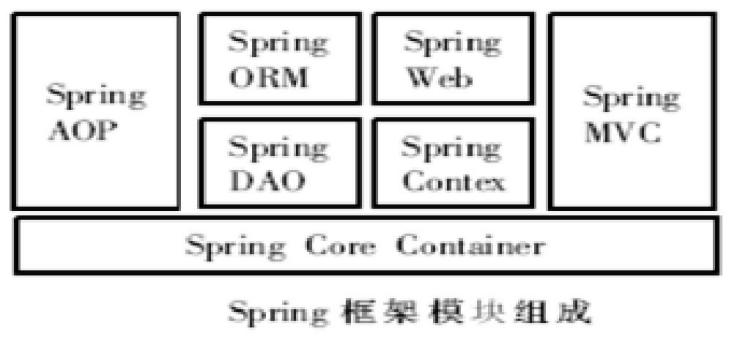 Spring
AOP
Spring
ORM
Spring
Web
Spring
MVC
Spring
DAO
Spring
Contex
Spring Core Container
Spring 框架模块组成